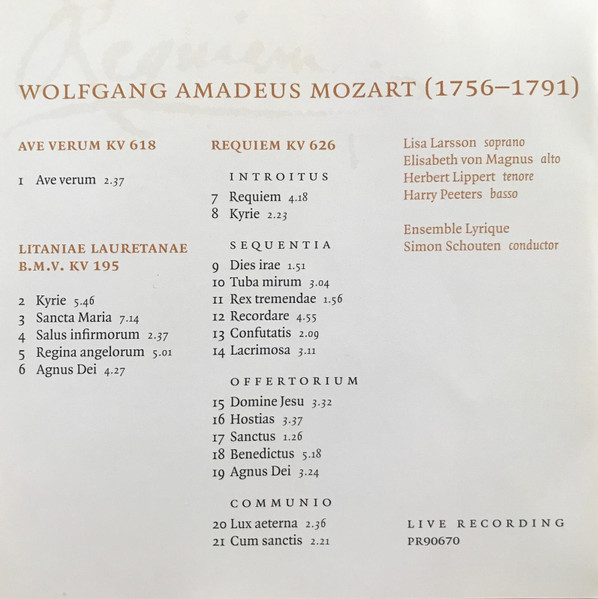 Requiem
WOLFGANG AMADEUS MOZART (1756–1791)
AVE VERUM KV 618
1 Ave verum 2.37
LITANIAE LAURETANAE
B.M.V. KV 195
2 Kyrie 5.46
3 Sancta Maria 7.14
4 Salus infirmorum 2.37
5 Regina angelorum 5.01
6 Agnus Dei 4.27
REQUIEM KV 626
INTROITUS
7 Requiem 4.18
8 Kyrie 2.23
SEQUENTIA
9 Dies irae 1.51
10 Tuba mirum 3.04
11 Rex tremendae 1.56
12 Recordare 4.55
13 Confutatis 2.09
14 Lacrimosa 3.11
OFFERTORIUM
15 Domine Jesu 3.32
16 Hostias 3.37
17 Sanctus 1.26
18 Benedictus 5.18
19 Agnus Dei 3.24
COMMUNIO
20 Lux aeterna 2.36
21 Cum sanctis 2.21
Lisa Larsson soprano
Elisabeth von Magnus alto
Herbert Lippert tenore
Harry Peeters basso
Ensemble Lyrique
Simon Schouten conductor
LIVE RECORDING
PR90670